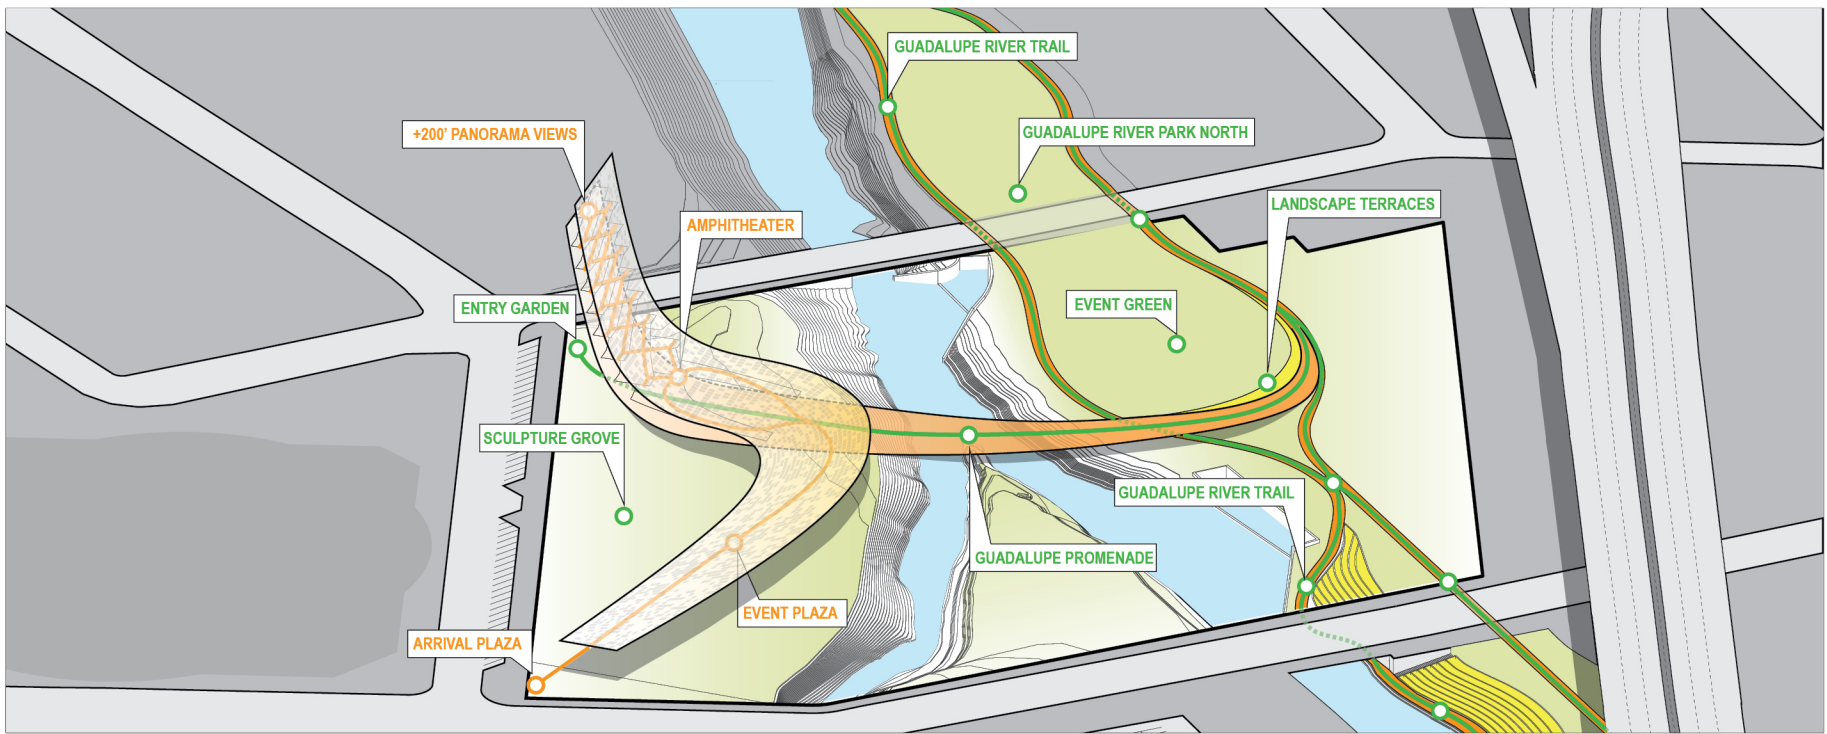 GUADALUPE RIVER TRAIL
+200' PANORAMA VIEWS
GUADALUPE RIVER PARK NORTH
LANDSCAPE TERRACES
AMPHITHEATER
ENTRY GARDEN
EVENT GREEN
SCULPTURE GROVE
GUADALUPE RIVER TRAIL
GUADALUPE PROMENADE
EVENT PLAZA
ARRIVAL PLAZA